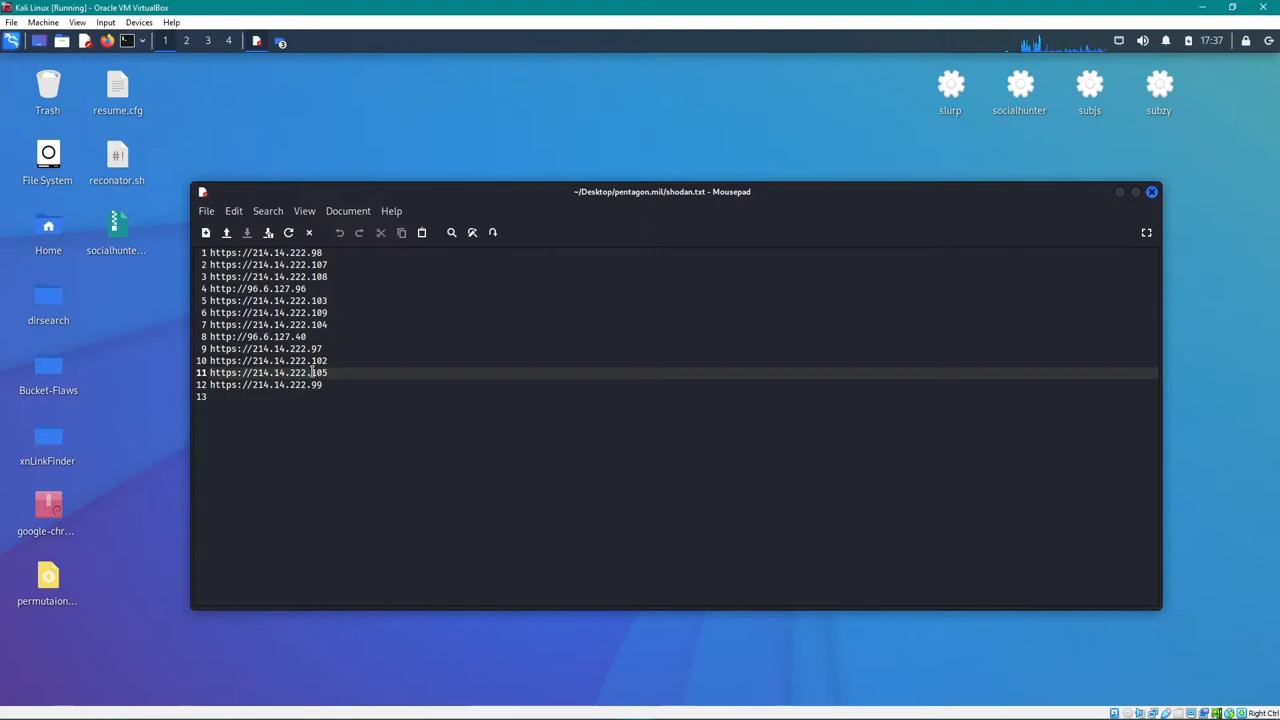 Kali Linux [Running] - Oracle VM VirtualBox
File Machine View Input Devices Help
1 2 3 4 3 17:37
Trash resume.cfg slurp socialhunter subjs subzy
File System reconator.sh
~/Desktop/pentagon.mil/shodan.txt - Mousepad
File Edit Search View Document Help
Home socialhunte...
1 https://214.14.222.98
2 https://214.14.222.107
3 https://214.14.222.108
4 http://96.6.127.96
5 https://214.14.222.103
6 https://214.14.222.109
7 https://214.14.222.104
8 http://96.6.127.40
9 https://214.14.222.97
10 https://214.14.222.102
11 https://214.14.222.105
12 https://214.14.222.99
13
dirsearch
Bucket-Flaws
xnLinkFinder
google-chr...
permutaion...
Right Ctrl